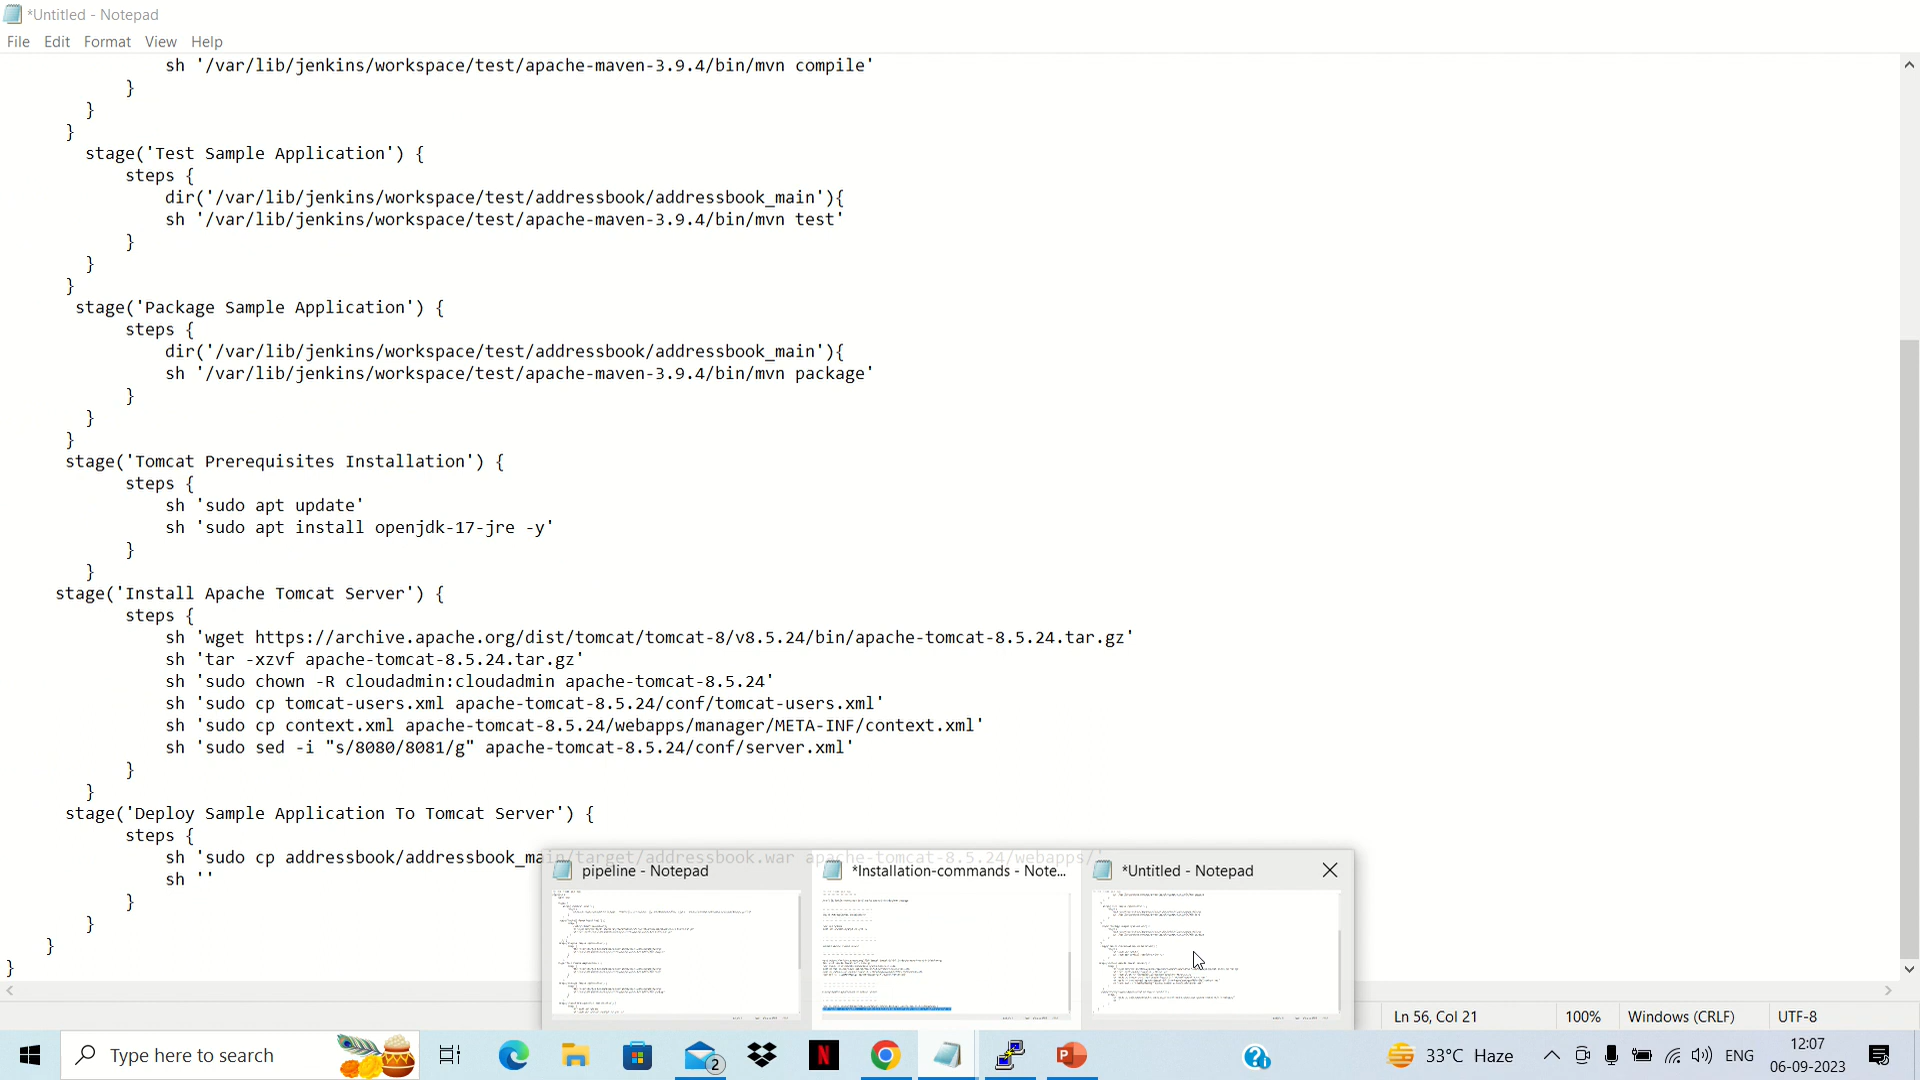 *Untitled - Notepad
File Edit Format View Help
sh '/var/lib/jenkins/workspace/test/apache-maven-3.9.4/bin/mvn compile'
}
}
}
stage('Test Sample Application') {
steps {
dir('/var/lib/jenkins/workspace/test/addressbook/addressbook_main'){
sh '/var/lib/jenkins/workspace/test/apache-maven-3.9.4/bin/mvn test'
}
}
}
stage('Package Sample Application') {
steps {
dir('/var/lib/jenkins/workspace/test/addressbook/addressbook_main'){
sh '/var/lib/jenkins/workspace/test/apache-maven-3.9.4/bin/mvn package'
}
}
}
stage('Tomcat Prerequisites Installation') {
steps {
sh 'sudo apt update'
sh 'sudo apt install openjdk-17-jre -y'
}
}
stage('Install Apache Tomcat Server') {
steps {
sh 'wget https://archive.apache.org/dist/tomcat/tomcat-8/v8.5.24/bin/apache-tomcat-8.5.24.tar.gz'
sh 'tar -xzvf apache-tomcat-8.5.24.tar.gz'
sh 'sudo chown -R cloudadmin:cloudadmin apache-tomcat-8.5.24'
sh 'sudo cp tomcat-users.xml apache-tomcat-8.5.24/conf/tomcat-users.xml'
sh 'sudo cp context.xml apache-tomcat-8.5.24/webapps/manager/META-INF/context.xml'
sh 'sudo sed -i "s/8080/8081/g" apache-tomcat-8.5.24/conf/server.xml'
}
}
stage('Deploy Sample Application To Tomcat Server') {
steps {
sh 'sudo cp addressbook/addressbook_main/target/addressbook.war apache-tomcat-8.5.24/webapps/'
sh ''
}
}
}
}
pipeline - Notepad
*Installation-commands - Note...
*Untitled - Notepad
Ln 56, Col 21
100%
Windows (CRLF)
UTF-8
Type here to search
2
33°C Haze
ENG
12:07
06-09-2023